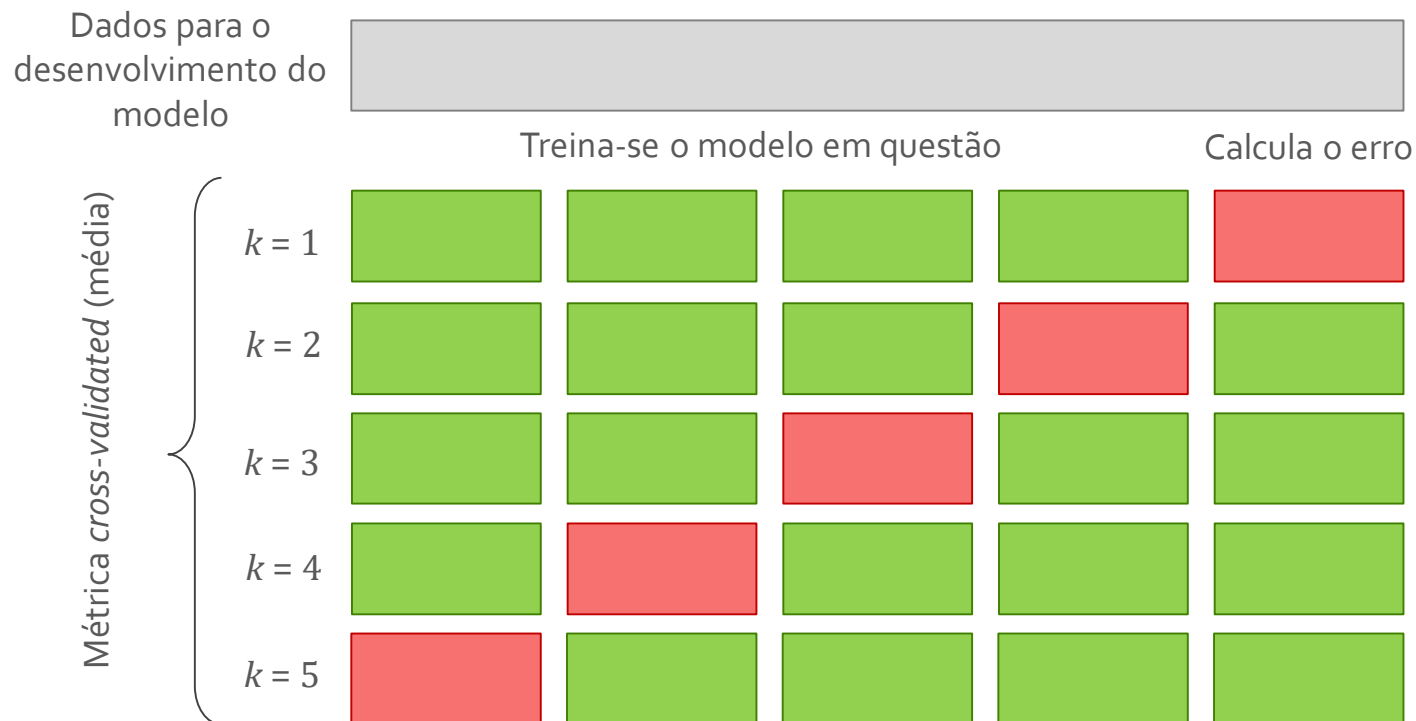 Dados para o
desenvolvimento do
modelo
Treina-se o modelo em questão
Calcula o erro
Métrica cross-validated (média)
k = 1
k = 2
k = 3
k = 4
k = 5